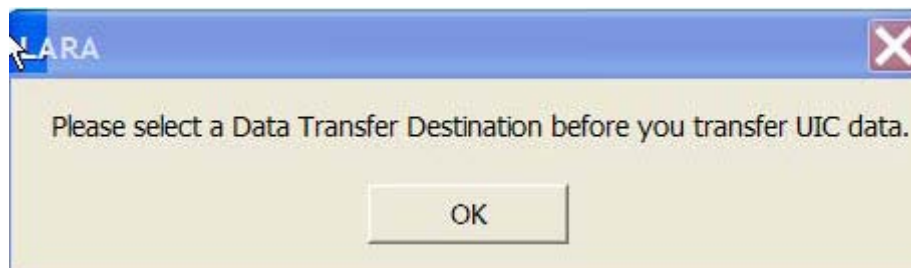 LARA
Please select a Data Transfer Destination before you transfer UIC data.
OK